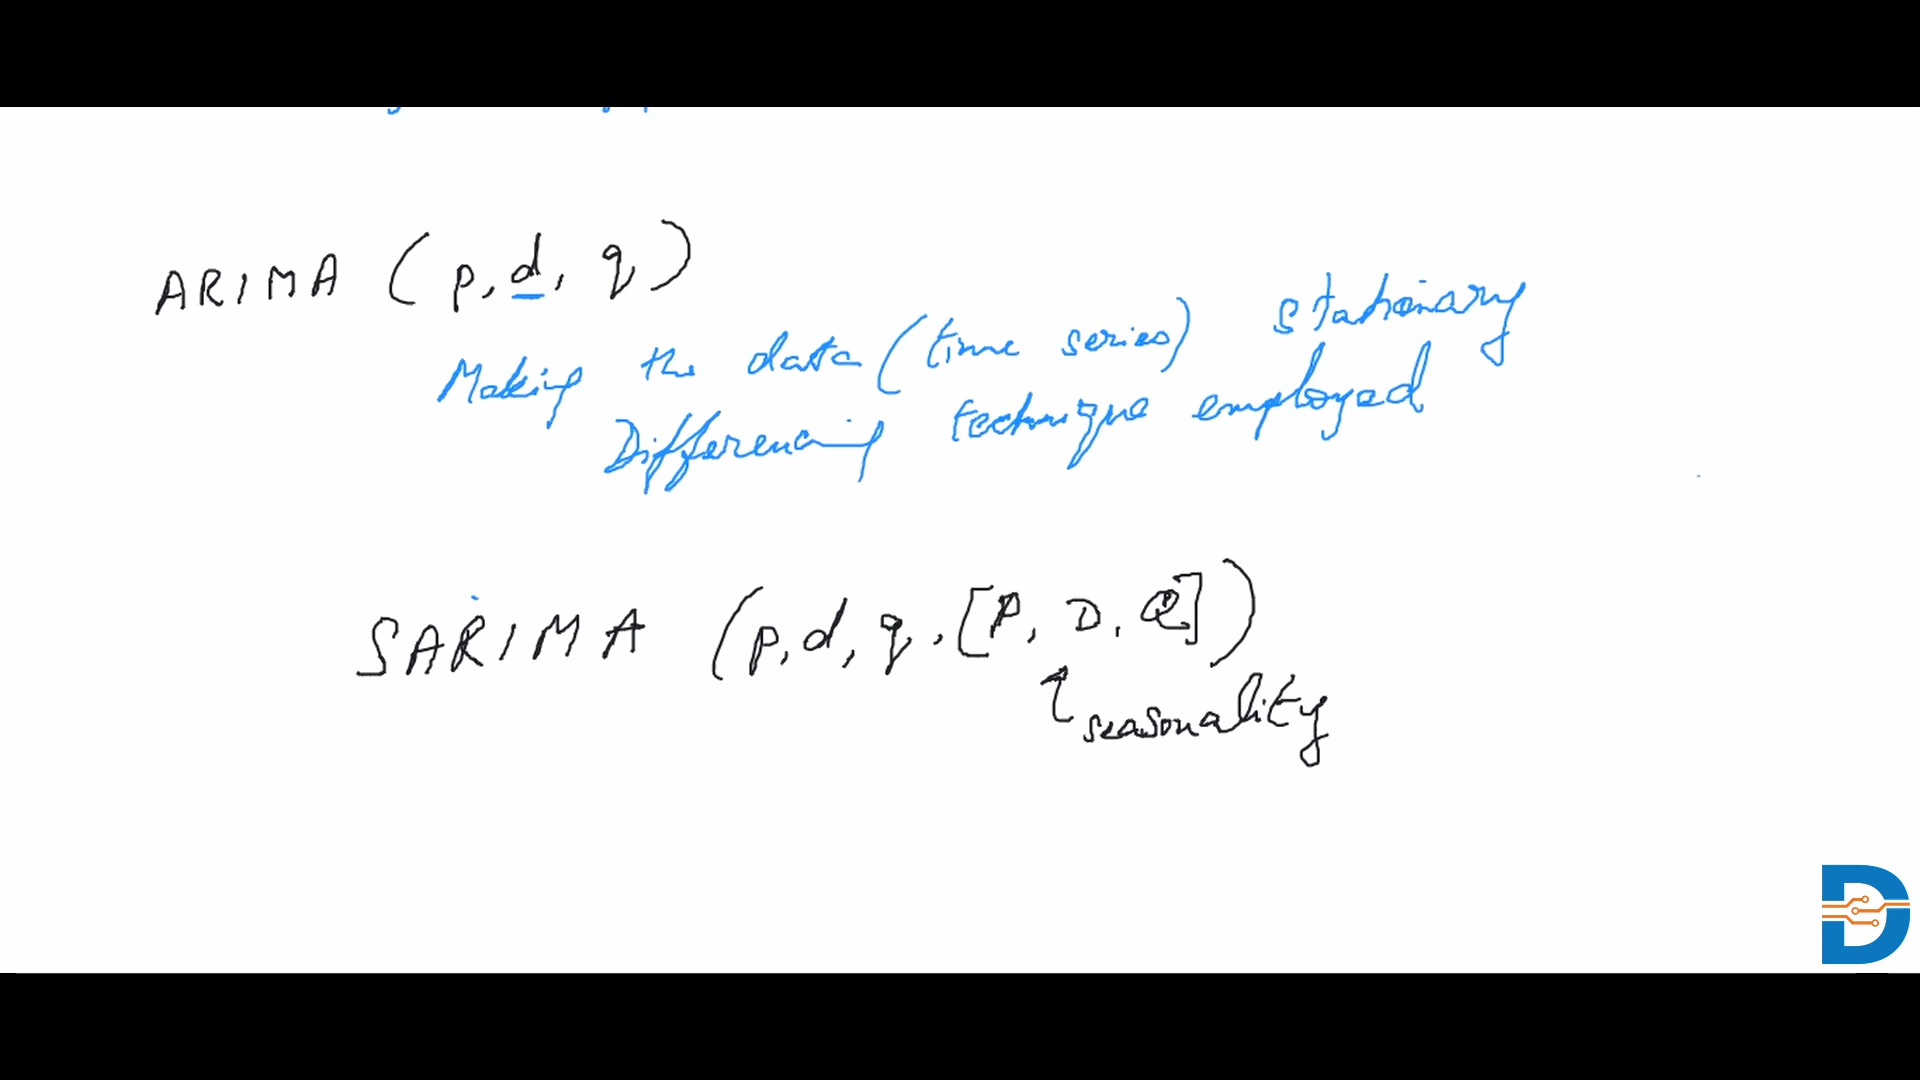 ARIMA (p, d, q)
Making the data (time series) stationary
Differencing technique employed
SARIMA (p, d, q, [P, D, Q])
seasonality